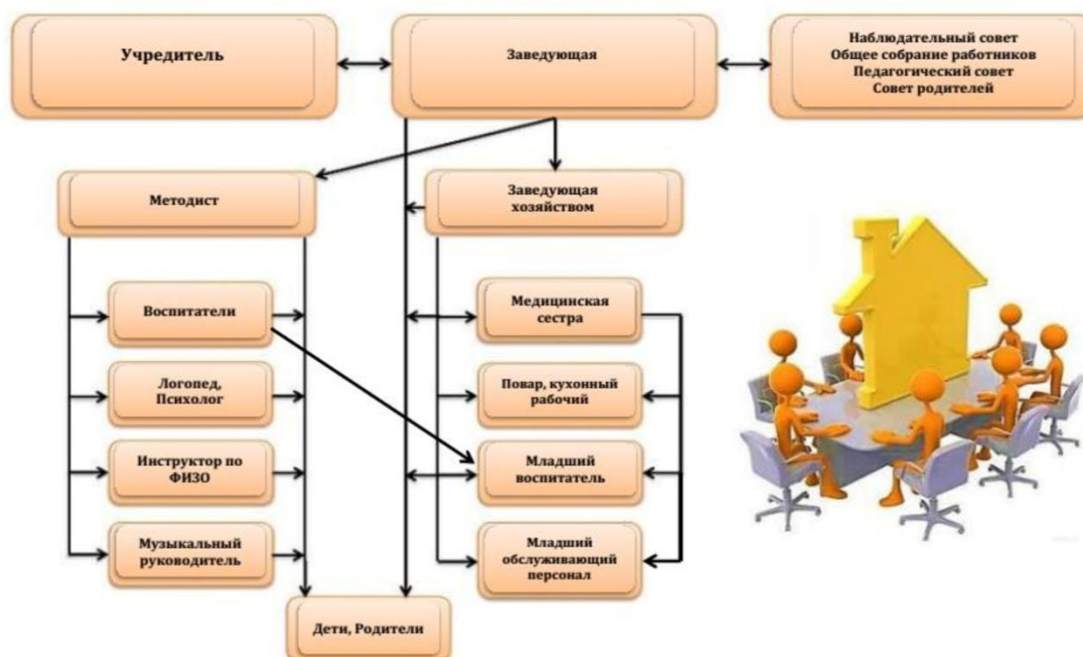 Учредитель
Заведующая
Наблюдательный совет
Общее собрание работников
Педагогический совет
Совет родителей
Методист
Заведующая
хозяйством
Воспитатели
Медицинская
сестра
Логопед,
Психолог
Повар, кухонный
рабочий
Инструктор по
ФИЗО
Младший
воспитатель
Музыкальный
руководитель
Младший
обслуживающий
персонал
Дети, Родители